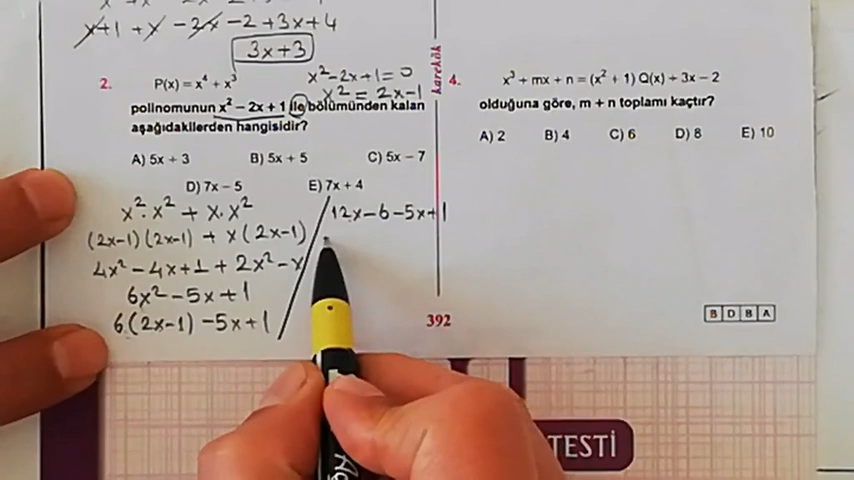 x+1 + x - 2x - 2 + 3x + 4
3x+3
2.
P(x) = x⁴ + x³
polinomunun x² – 2x + 1 ile bölümünden kalan
aşağıdakilerden hangisidir?
x² - 2x + 1 = 0
x² = 2x - 1
A) 5x + 3
B) 5x + 5
C) 5x – 7
D) 7x – 5
E) 7x + 4
x² · x² + x · x²
(2x-1) (2x-1) + x (2x-1)
4x² - 4x + 1 + 2x² - x
6x² - 5x + 1
6.(2x-1) - 5x + 1
12x - 6 - 5x + 1
karekök
4.
x³ + mx + n = (x² + 1) Q(x) + 3x – 2
olduğuna göre, m + n toplamı kaçtır?
A) 2
B) 4
C) 6
D) 8
E) 10
392
B D B A
TESTİ